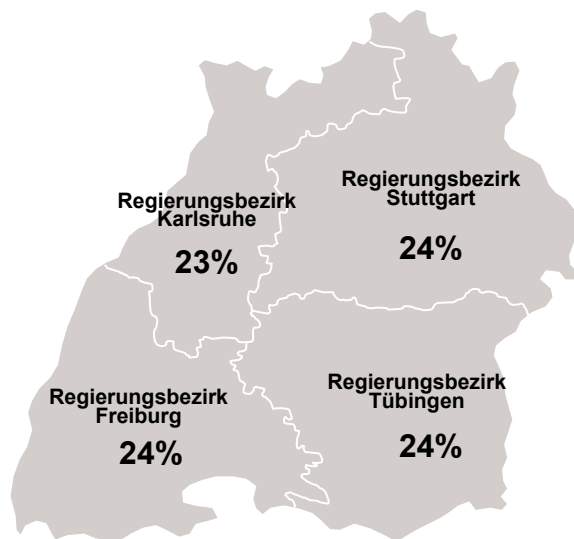 Regierungsbezirk
Karlsruhe
23%
Regierungsbezirk
Stuttgart
24%
Regierungsbezirk
Freiburg
24%
Regierungsbezirk
Tübingen
24%